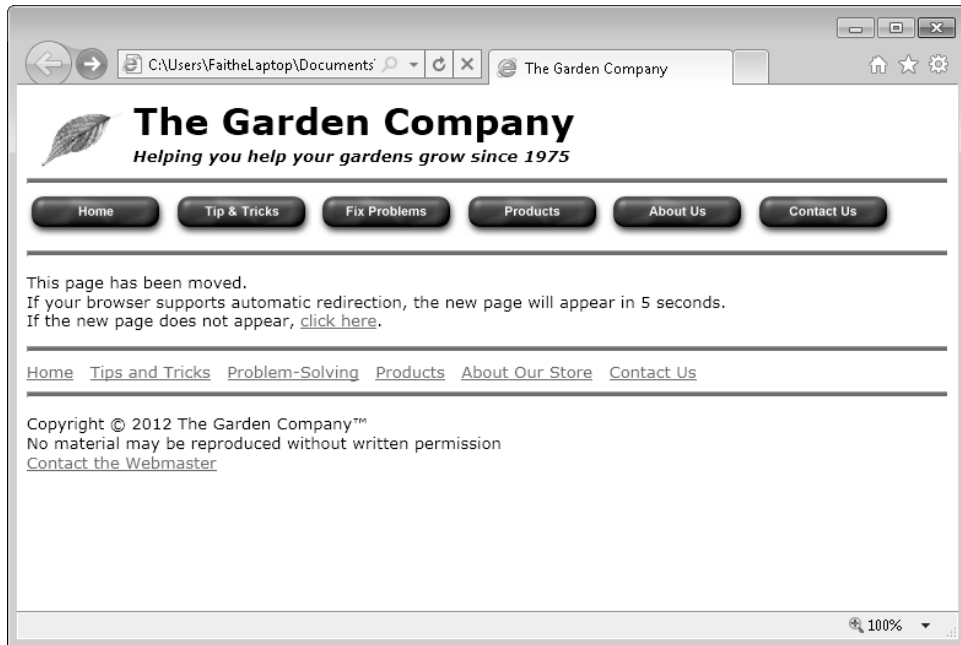 C:\Users\FaitheLaptop\Documents
The Garden Company
The Garden Company
Helping you help your gardens grow since 1975
Home Tip & Tricks Fix Problems Products About Us Contact Us
This page has been moved.
If your browser supports automatic redirection, the new page will appear in 5 seconds.
If the new page does not appear, click here.
Home Tips and Tricks Problem-Solving Products About Our Store Contact Us
Copyright © 2012 The Garden Company™
No material may be reproduced without written permission
Contact the Webmaster
100%